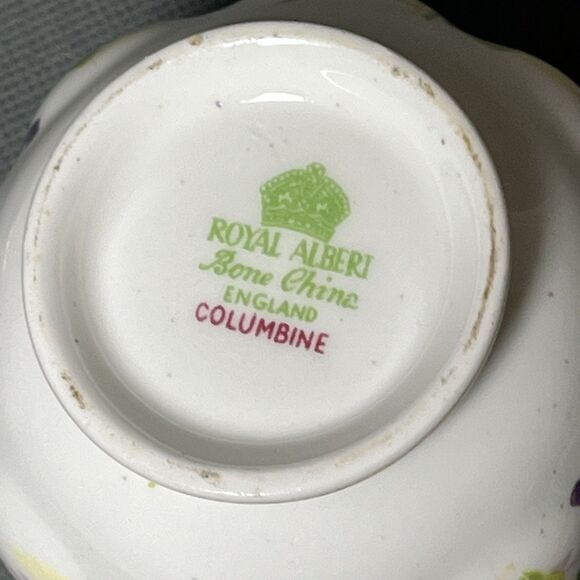 ROYAL ALBERT
Bone China
ENGLAND
COLUMBINE